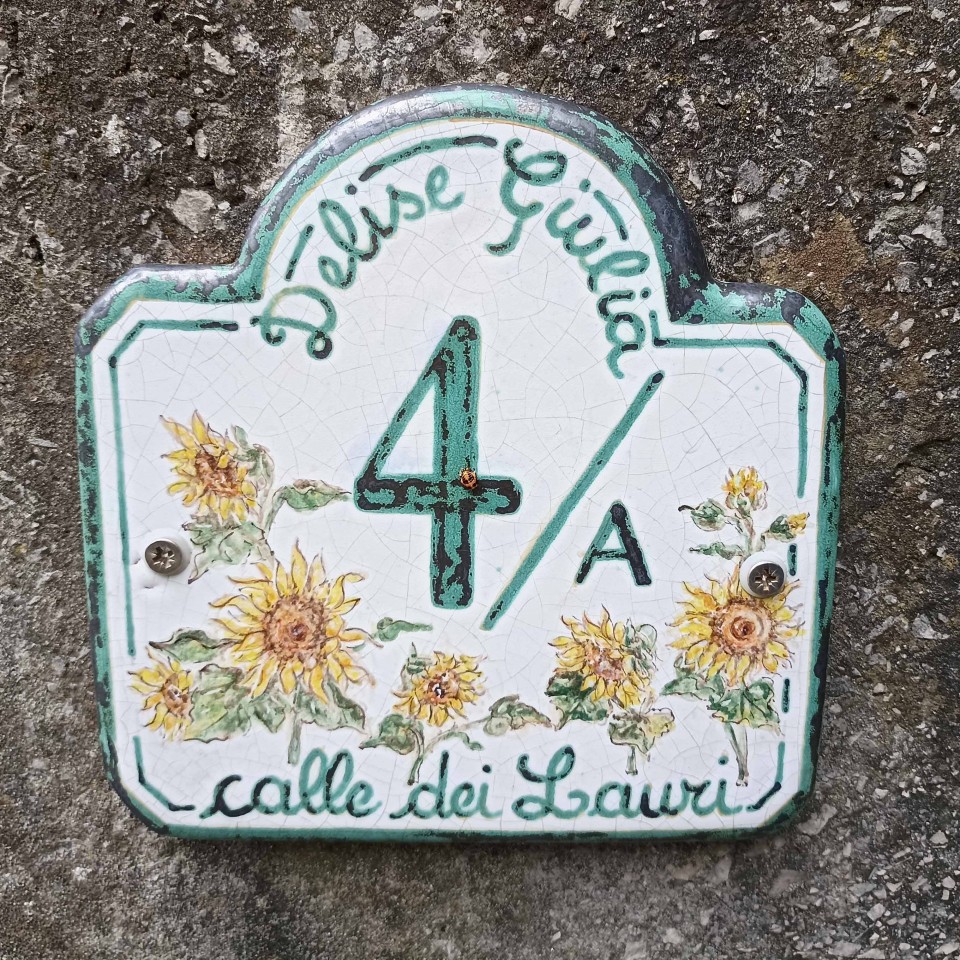 Delise Giulia
4/A
calle dei Lauri